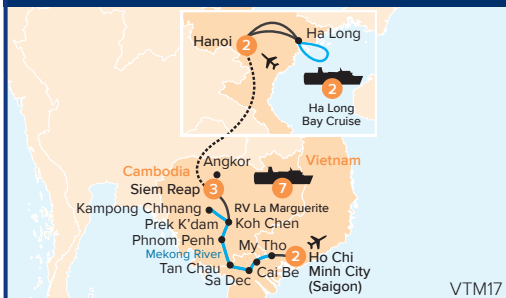 Hanoi
2
Ha Long
2
Ha Long
Bay Cruise
Cambodia
Angkor
Vietnam
Siem Reap
3
7
Kampong Chhnang
RV La Marguerite
Prek K'dam
Koh Chen
Phnom Penh
Mekong River
My Tho
2
Ho Chi
Minh City
(Saigon)
Tan Chau
Cai Be
Sa Dec
VTM17